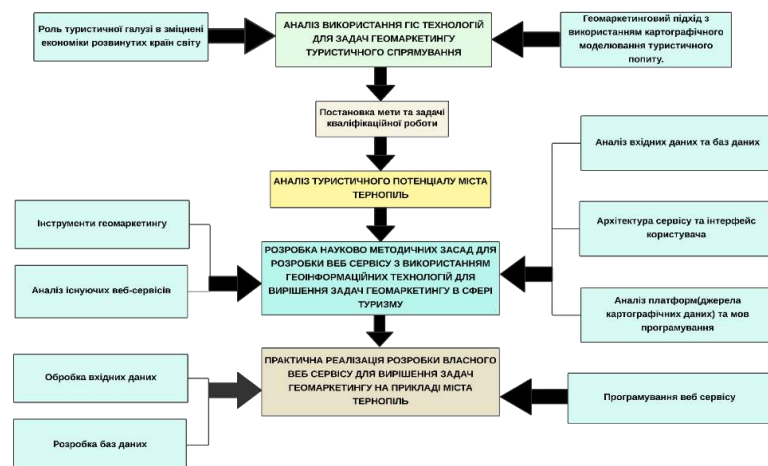 Роль туристичної галузі в зміцнені
економіки розвинутих країн світу
АНАЛІЗ ВИКОРИСТАННЯ ГІС ТЕХНОЛОГІЙ
ДЛЯ ЗАДАЧ ГЕОМАРКЕТИНГУ
ТУРИСТИЧНОГО СПРЯМУВАННЯ
Геомаркетинговий підхід з
використанням картографічного
моделювання туристичного
попиту.
Постановка мети та задачі
кваліфікаційної роботи
АНАЛІЗ ТУРИСТИЧНОГО ПОТЕНЦІАЛУ МІСТА
ТЕРНОПІЛЬ
Інструменти геомаркетингу
Аналіз існуючих веб-сервісів
РОЗРОБКА НАУКОВО МЕТОДИЧНИХ ЗАСАД ДЛЯ
РОЗРОБКИ ВЕБ СЕРВІСУ З ВИКОРИСТАННЯМ
ГЕОІНФОРМАЦІЙНИХ ТЕХНОЛОГІЙ ДЛЯ
ВИРІШЕННЯ ЗАДАЧ ГЕОМАРКЕТИНГУ В СФЕРІ
ТУРИЗМУ
Аналіз вхідних даних та баз даних
Архітектура сервісу та інтерфейс
користувача
Аналіз платформ(джерела
картографічних даних) та мов
програмування
Обробка вхідних даних
Розробка баз даних
ПРАКТИЧНА РЕАЛІЗАЦІЯ РОЗРОБКИ ВЛАСНОГО
ВЕБ СЕРВІСУ ДЛЯ ВИРІШЕННЯ ЗАДАЧ
ГЕОМАРКЕТИНГУ НА ПРИКЛАДІ МІСТА
ТЕРНОПІЛЬ
Програмування веб сервісу